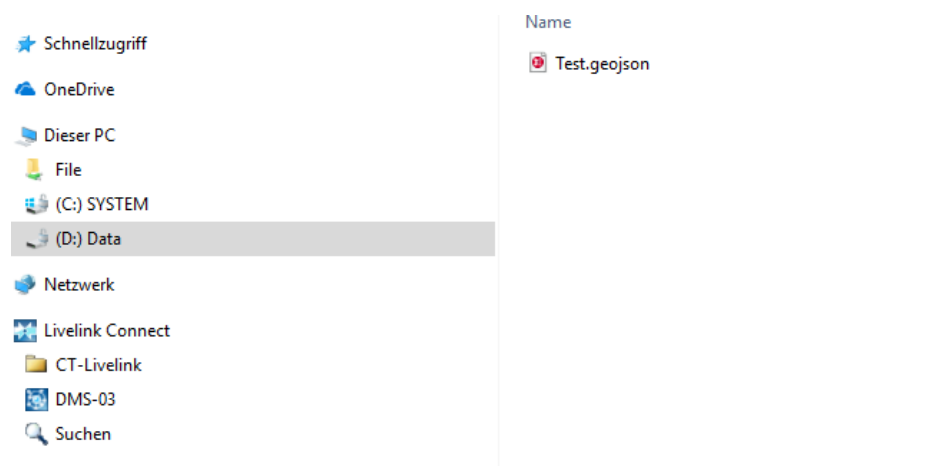 Schnellzugriff
OneDrive
Dieser PC
File
(C:) SYSTEM
(D:) Data
Netzwerk
Livelink Connect
CT-Livelink
DMS-03
Suchen
Name
Test.geojson